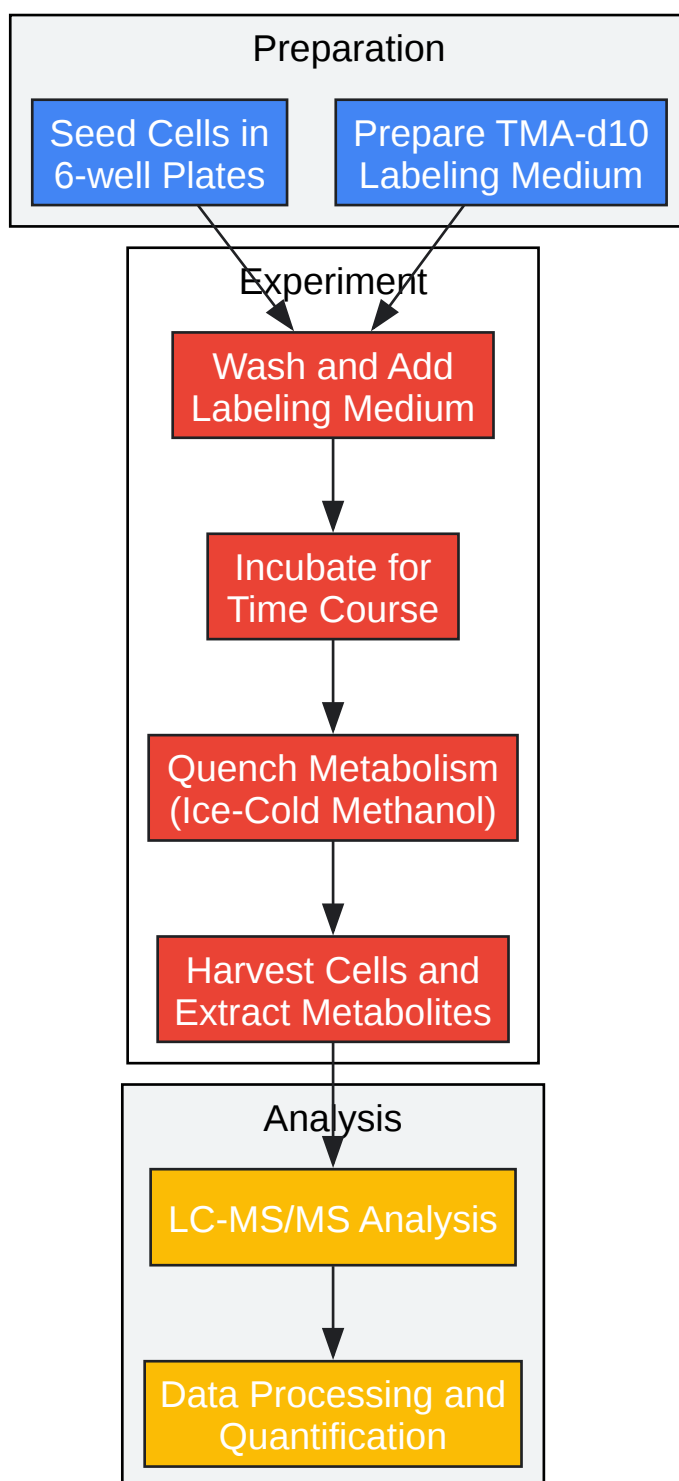 Preparation
Seed Cells in
6-well Plates
Prepare TMA-d10
Labeling Medium
Experiment
Wash and Add
Labeling Medium
Incubate for
Time Course
Quench Metabolism
(Ice-Cold Methanol)
Harvest Cells and
Extract Metabolites
Analysis
LC-MS/MS Analysis
Data Processing and
Quantification